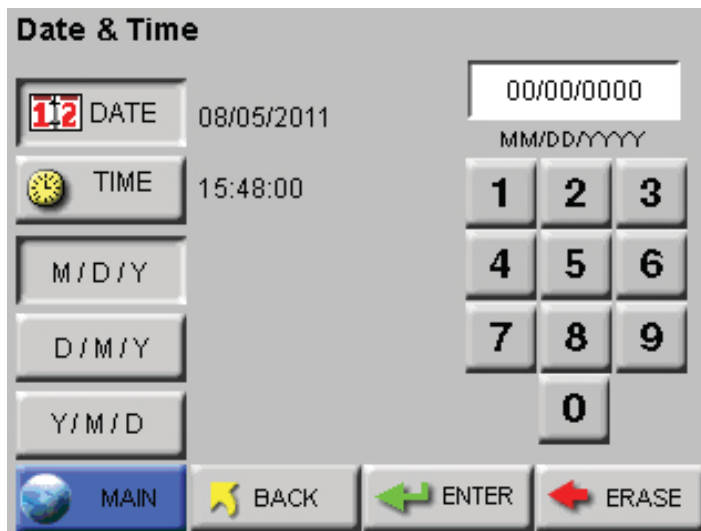 Date & Time
12 DATE 08/05/2011
00/00/0000
MM/DD/YYYY
TIME 15:48:00
1 2 3
M/D/Y
4 5 6
D/M/Y
7 8 9
Y/M/D
0
MAIN BACK ENTER ERASE